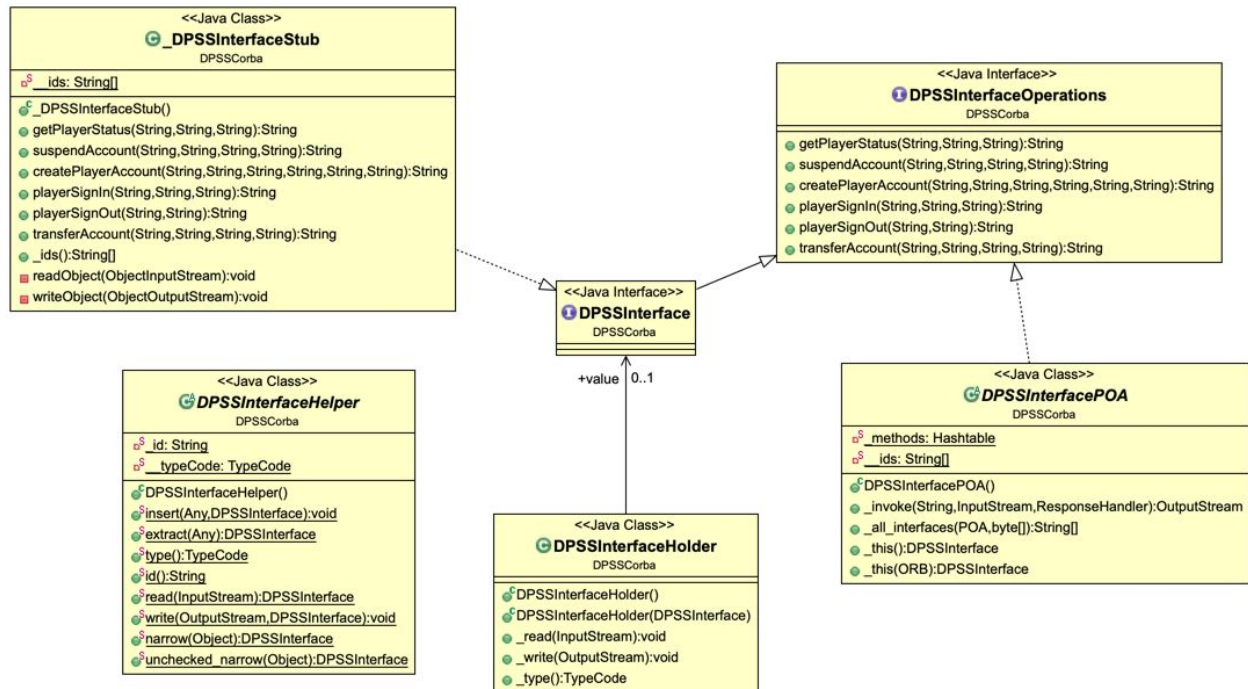 <<Java Class>>
_DPSSInterfaceStub
DPSSCorba
__ids: String[]
_DPSSInterfaceStub()
getPlayerStatus(String,String,String):String
suspendAccount(String,String,String,String):String
createPlayerAccount(String,String,String,String,String,String):String
playerSignIn(String,String,String):String
playerSignOut(String,String):String
transferAccount(String,String,String,String):String
_ids():String[]
readObject(ObjectInputStream):void
writeObject(ObjectOutputStream):void
<<Java Interface>>
DPSSInterfaceOperations
DPSSCorba
getPlayerStatus(String,String,String):String
suspendAccount(String,String,String,String):String
createPlayerAccount(String,String,String,String,String,String):String
playerSignIn(String,String,String):String
playerSignOut(String,String):String
transferAccount(String,String,String,String):String
<<Java Interface>>
DPSSInterface
DPSSCorba
+value 0..1
<<Java Class>>
DPSSInterfaceHelper
DPSSCorba
_id: String
__typeCode: TypeCode
DPSSInterfaceHelper()
insert(Any,DPSSInterface):void
extract(Any):DPSSInterface
type():TypeCode
id():String
read(InputStream):DPSSInterface
write(OutputStream,DPSSInterface):void
narrow(Object):DPSSInterface
unchecked_narrow(Object):DPSSInterface
<<Java Class>>
DPSSInterfaceHolder
DPSSCorba
DPSSInterfaceHolder()
DPSSInterfaceHolder(DPSSInterface)
_read(InputStream):void
_write(OutputStream):void
_type():TypeCode
<<Java Class>>
DPSSInterfacePOA
DPSSCorba
_methods: Hashtable
__ids: String[]
DPSSInterfacePOA()
_invoke(String,InputStream,ResponseHandler):OutputStream
_all_interfaces(POA,byte[]):String[]
_this():DPSSInterface
_this(ORB):DPSSInterface